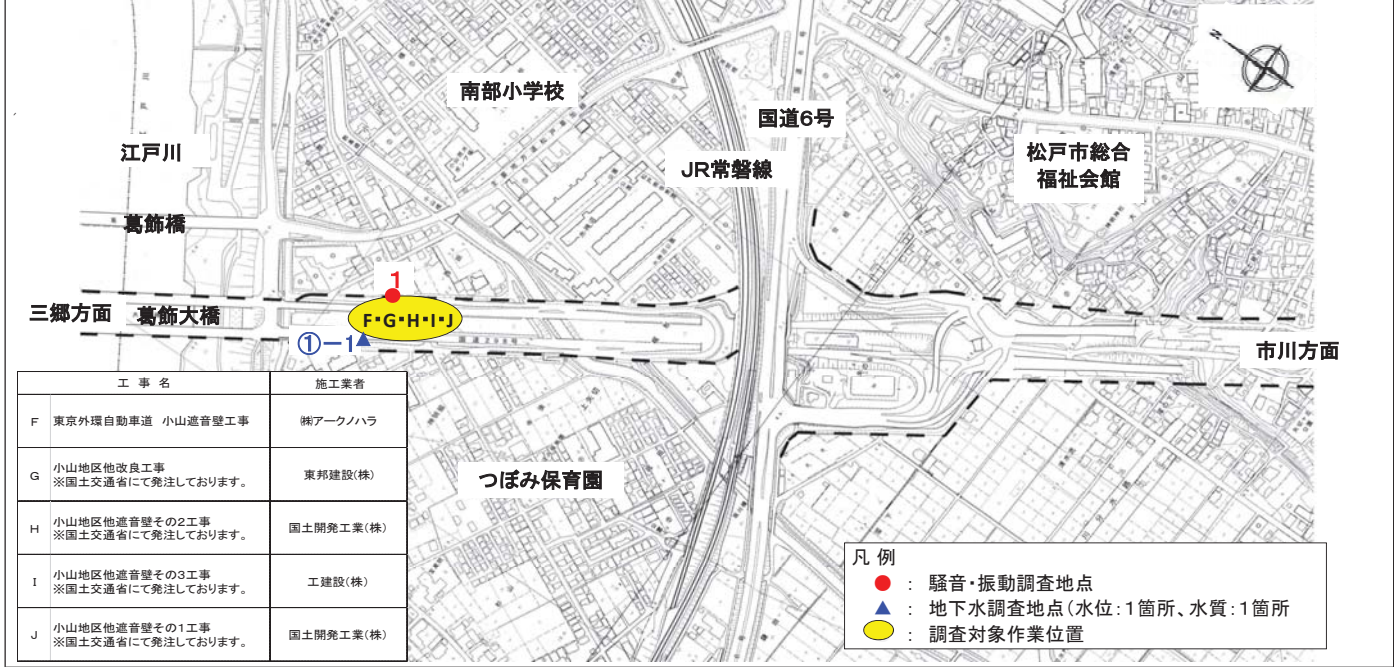 N
南部小学校
国道6号
江戸川
JR常磐線
松戸市総合
福祉会館
葛飾橋
1
三郷方面
葛飾大橋
F・G・H・I・J
①ー1
国道298号
市川方面
工事名 施工業者
F 東京外環自動車道 小山遮音壁工事 ㈱アークノハラ
G 小山地区他改良工事
※国土交通省にて発注しております。 東邦建設(株)
H 小山地区他遮音壁その2工事
※国土交通省にて発注しております。 国土開発工業(株)
I 小山地区他遮音壁その3工事
※国土交通省にて発注しております。 工建設(株)
J 小山地区他遮音壁その1工事
※国土交通省にて発注しております。 国土開発工業(株)
つぼみ保育園
凡例
● : 騒音・振動調査地点
▲ : 地下水調査地点(水位:1箇所、水質:1箇所
: 調査対象作業位置